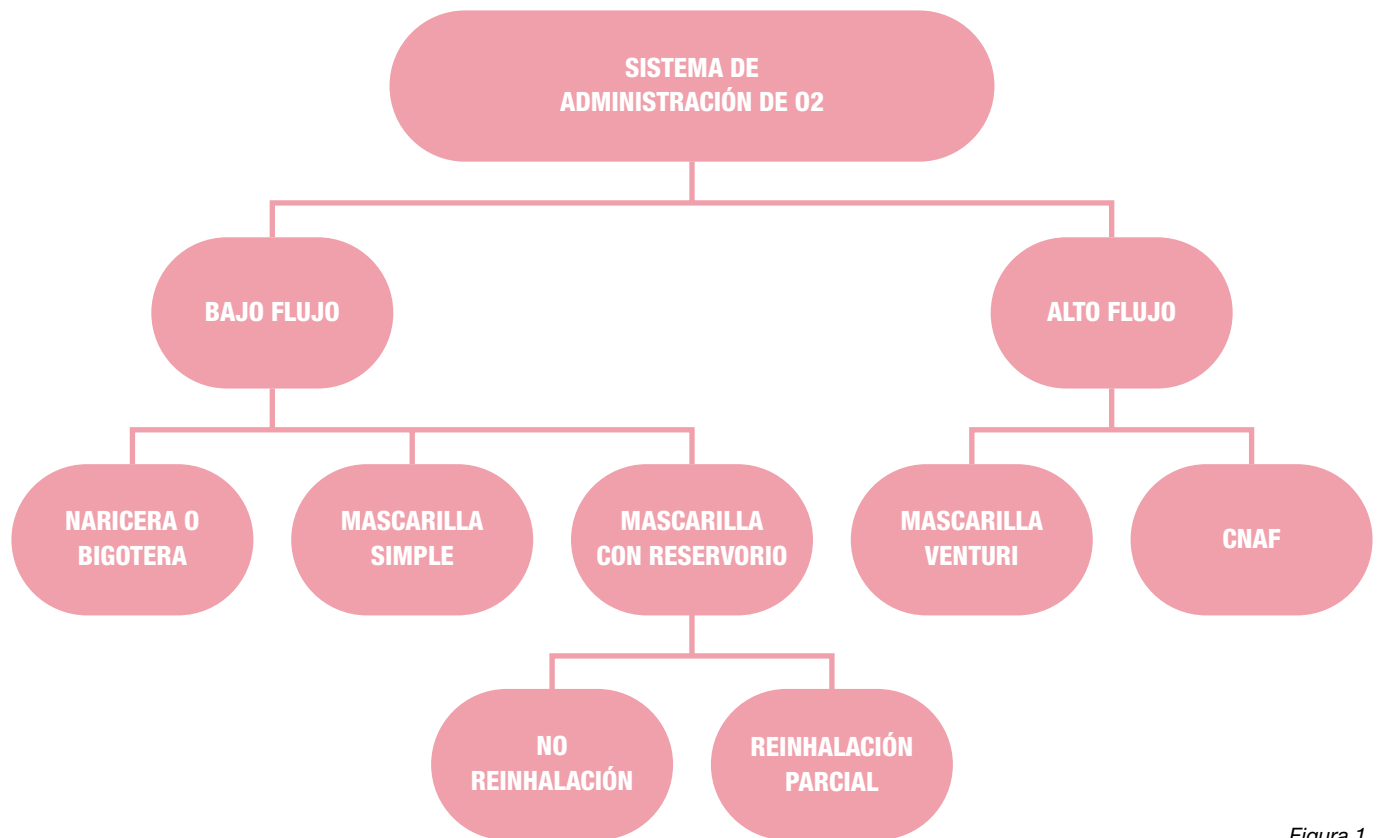 SISTEMA DE
ADMINISTRACIÓN DE O2
BAJO FLUJO
ALTO FLUJO
NARICERA O
BIGOTERA
MASCARILLA
SIMPLE
MASCARILLA
CON RESERVORIO
MASCARILLA
VENTURI
CNAF
NO
REINHALACIÓN
REINHALACIÓN
PARCIAL
Figura 1